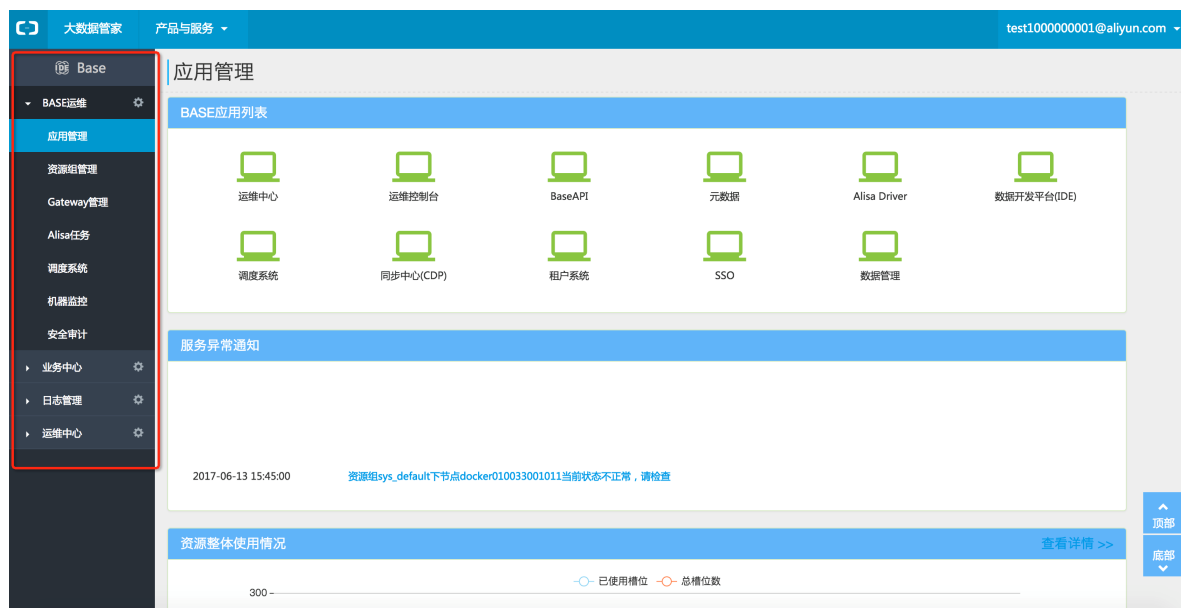 大数据管家 产品与服务 test1000000001@aliyun.com
Base
BASE运维
应用管理
资源组管理
Gateway管理
Alisa任务
调度系统
机器监控
安全审计
业务中心
日志管理
运维中心
应用管理
BASE应用列表
运维中心 运维控制台 BaseAPI 元数据 Alisa Driver 数据开发平台(IDE)
调度系统 同步中心(CDP) 租户系统 SSO 数据管理
服务异常通知
2017-06-13 15:45:00 资源组sys_default下节点docker010033001011当前状态不正常，请检查
资源整体使用情况 查看详情 >>
已使用槽位 总槽位数
300
顶部
底部